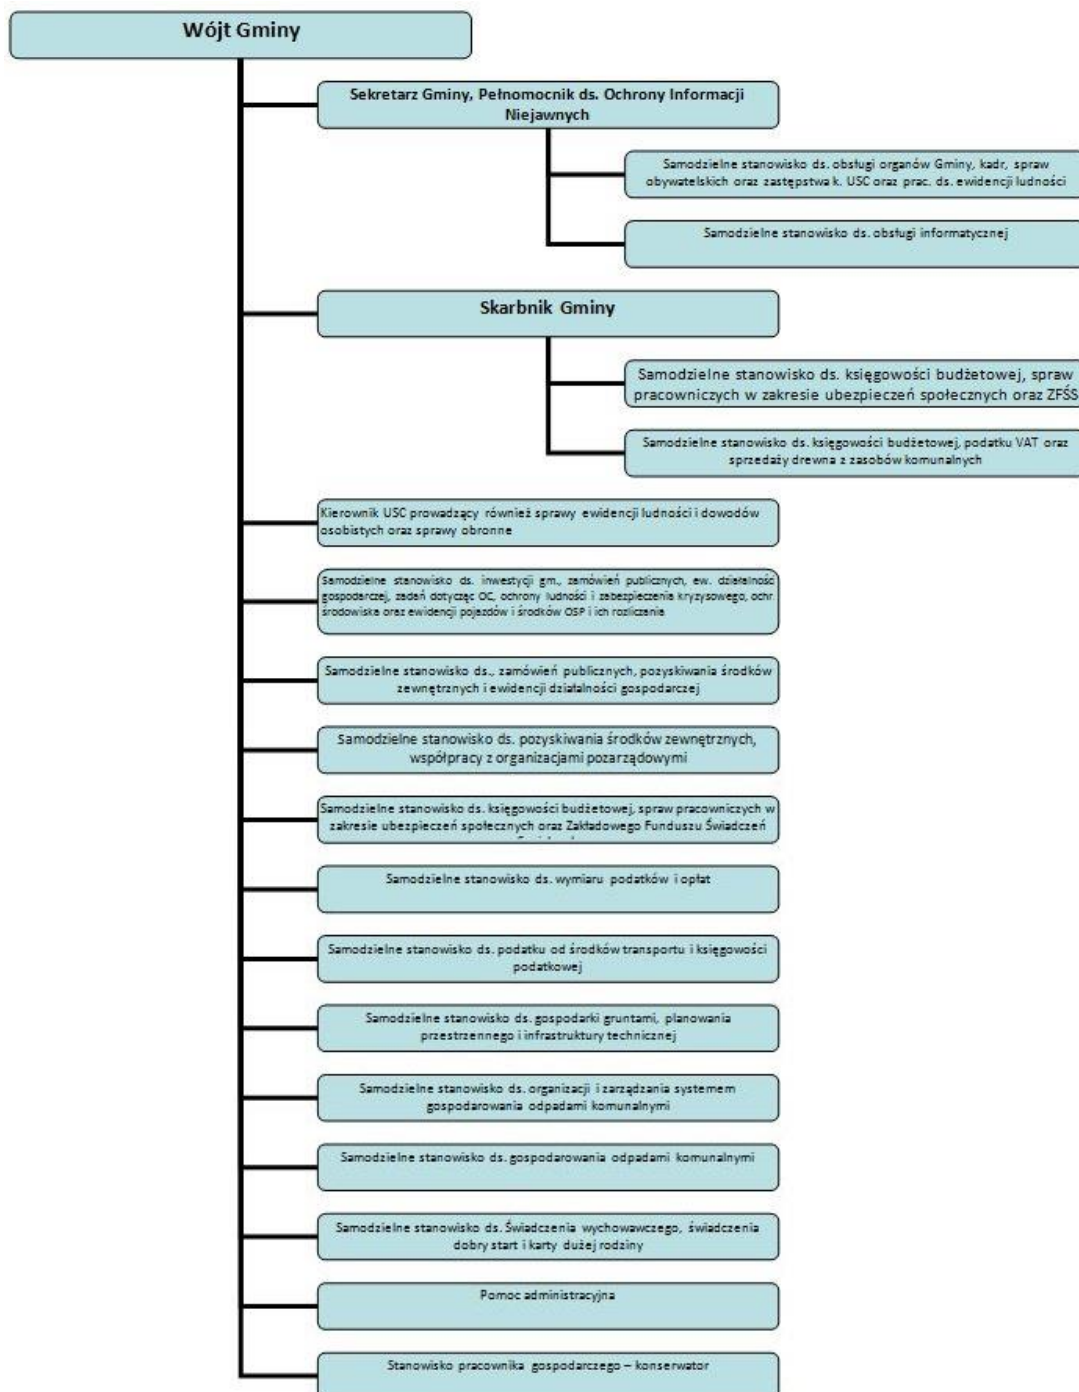 Wójt Gminy
Sekretarz Gminy, Pełnomocnik ds. Ochrony Informacji
Niejawnych
Samodzielne stanowisko ds. obsługi organów Gminy, kadr, spraw
obywatelskich oraz zastępstwa k. USC oraz prac. ds. ewidencji ludności
Samodzielne stanowisko ds. obsługi informatycznej
Skarbnik Gminy
Samodzielne stanowisko ds. księgowości budżetowej, spraw
pracowniczych w zakresie ubezpieczeń społecznych oraz ZFŚS
Samodzielne stanowisko ds. księgowości budżetowej, podatku VAT oraz
sprzedaży drewna z zasobów komunalnych
Kierownik USC prowadzący również sprawy ewidencji ludności i dowodów
osobistych oraz sprawy obronne
Samodzielne stanowisko ds. inwestycji gm., zamówień publicznych, ew. działalność
gospodarczej, zadań dotycząc OC, ochrony ludności i zabezpieczenia kryzysowego, ochr
środowiska oraz ewidencji pojazdów i środków OSP i ich rozliczania
Samodzielne stanowisko ds., zamówień publicznych, pozyskiwania środków
zewnętrznych i ewidencji działalności gospodarczej
Samodzielne stanowisko ds. pozyskiwania środków zewnętrznych,
współpracy z organizacjami pozarządowymi
Samodzielne stanowisko ds. księgowości budżetowej, spraw pracowniczych w
zakresie ubezpieczeń społecznych oraz Zakładowego Funduszu Świadczeń
Samodzielne stanowisko ds. wymiaru podatków i opłat
Samodzielne stanowisko ds. podatku od środków transportu i księgowości
podatkowej
Samodzielne stanowisko ds. gospodarki gruntami, planowania
przestrzennego i infrastruktury technicznej
Samodzielne stanowisko ds. organizacji i zarządzania systemem
gospodarowania odpadami komunalnymi
Samodzielne stanowisko ds. gospodarowania odpadami komunalnymi
Samodzielne stanowisko ds. Świadczenia wychowawczego, świadczenia
dobry start i karty dużej rodziny
Pomoc administracyjna
Stanowisko pracownika gospodarczego – konserwator